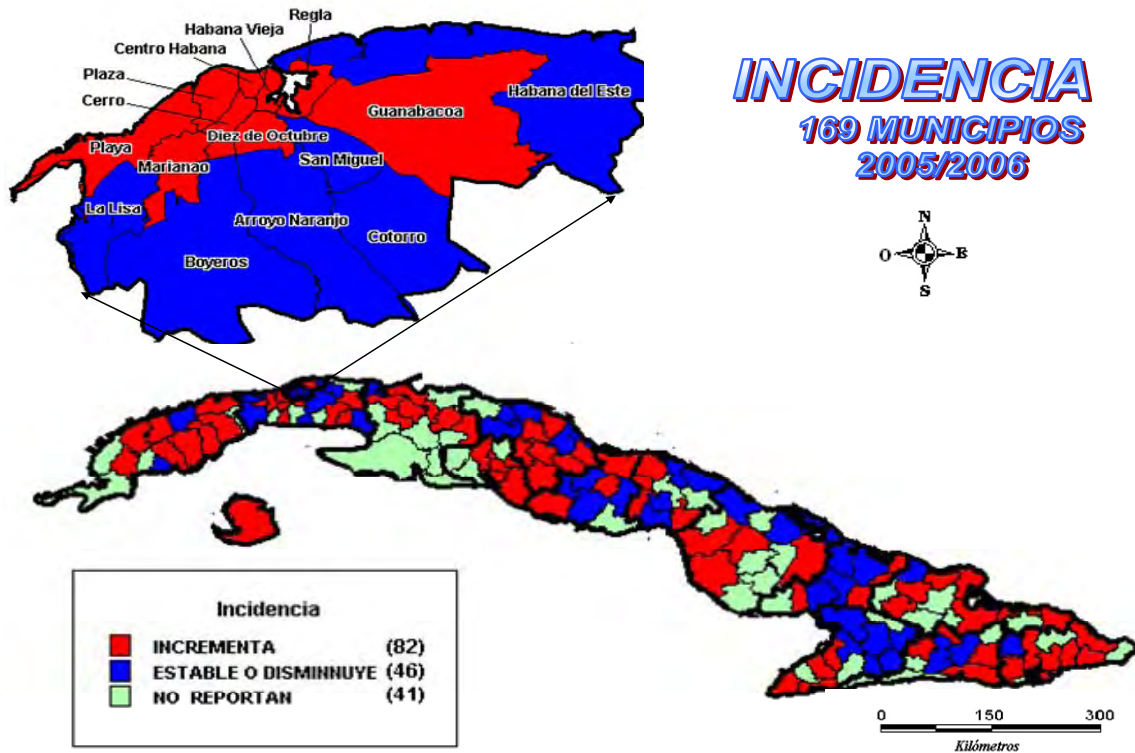 Regla
Habana Vieja
Centro Habana
Plaza
Cerro
Habana del Este
Guanabacoa
Diez de Octubre
Playa
San Miguel
Marianao
La Lisa
Arroyo Naranjo
Cotorro
Boyeros
INCIDENCIA
169 MUNICIPIOS
2005/2006
N
O E
S
Incidencia
INCREMENTA (82)
ESTABLE O DISMINNUYE (46)
NO REPORTAN (41)
0 150 300
Kilómetros